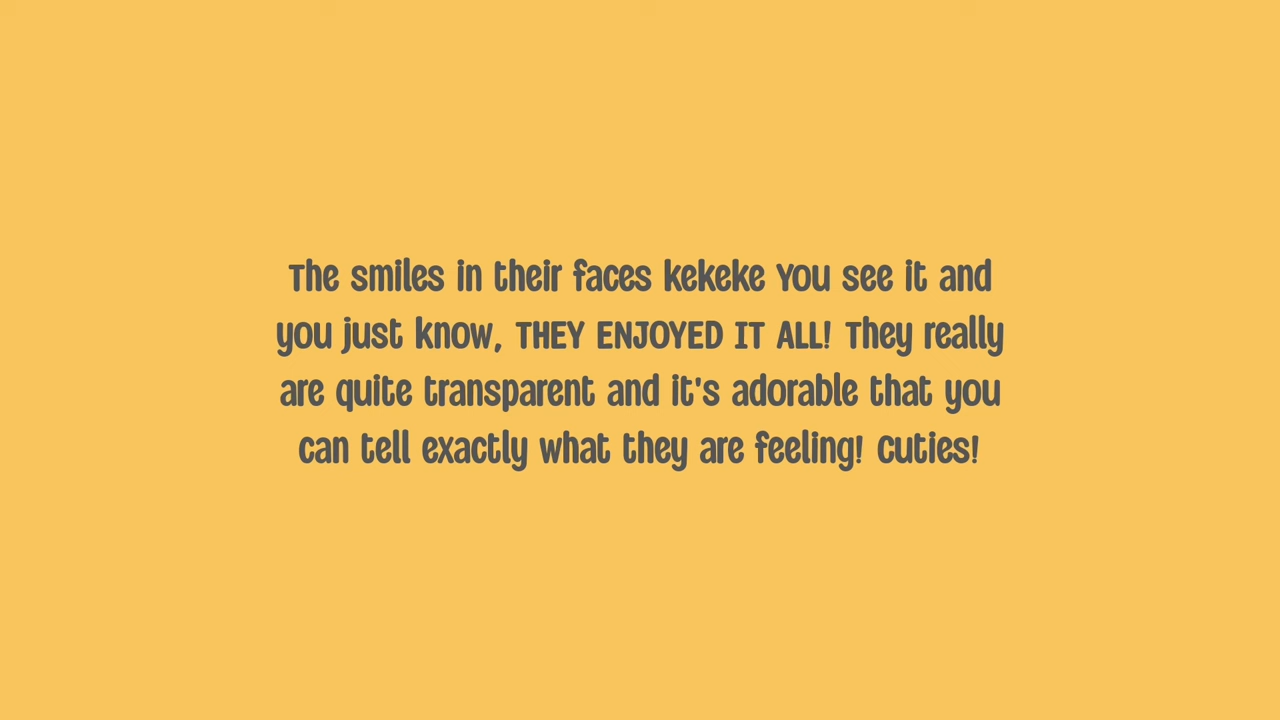 The smiles in their faces kekeke You see it and
you just know, THEY ENJOYED IT ALL! They really
are quite transparent and it's adorable that you
can tell exactly what they are feeling! Cuties!